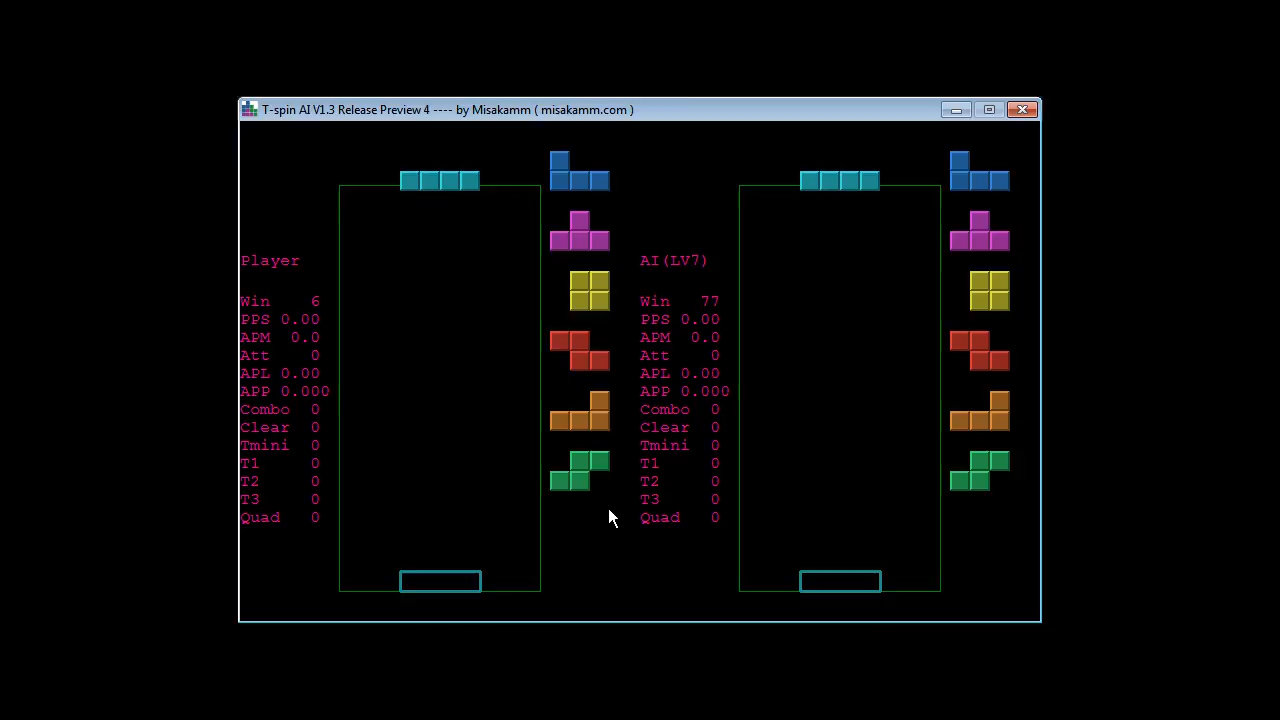 T-spin AI V1.3 Release Preview 4 ---- by Misakamm ( misakamm.com )
Player
Win 6
PPS 0.00
APM 0.0
Att 0
APL 0.00
APP 0.000
Combo 0
Clear 0
Tmini 0
T1 0
T2 0
T3 0
Quad 0
AI(LV7)
Win 77
PPS 0.00
APM 0.0
Att 0
APL 0.00
APP 0.000
Combo 0
Clear 0
Tmini 0
T1 0
T2 0
T3 0
Quad 0